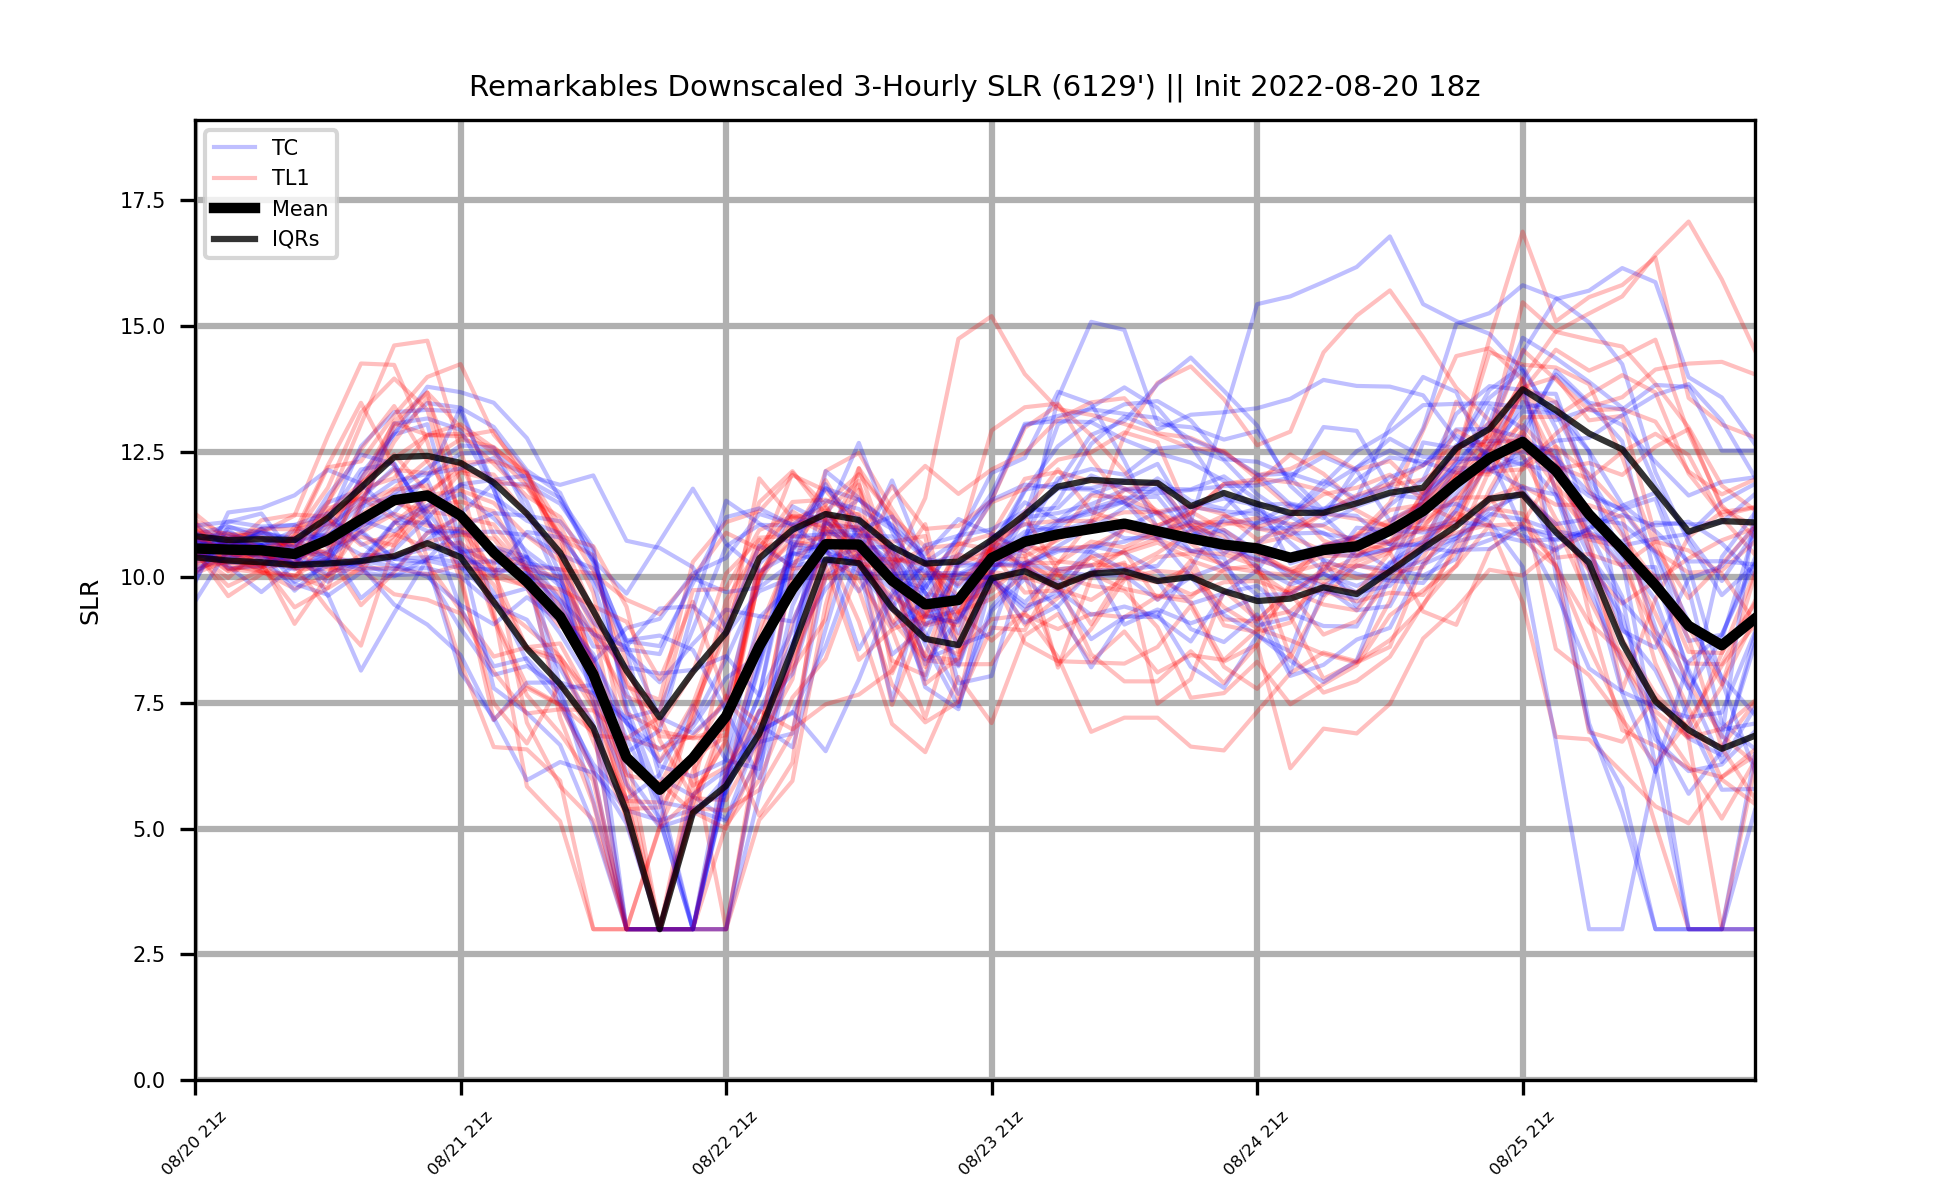 Remarkables Downscaled 3-Hourly SLR (6129') || Init 2022-08-20 18z
TC
TL1
Mean
IQRs
17.5
15.0
12.5
10.0
7.5
5.0
2.5
0.0
SLR
08/20 21z
08/21 21z
08/22 21z
08/23 21z
08/24 21z
08/25 21z